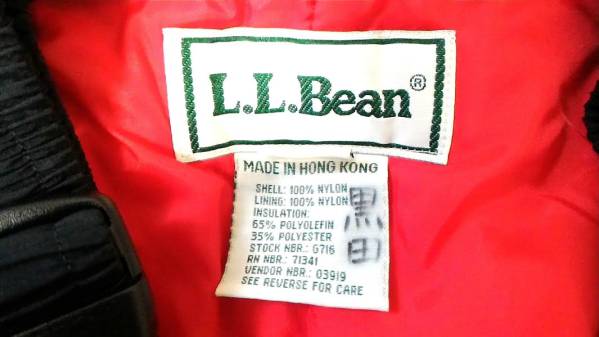 L.L.Bean®
MADE IN HONG KONG
SHELL: 100% NYLON
LINING: 100% NYLON
INSULATION:
65% POLYOLEFIN
35% POLYESTER
STOCK NBR.: G716
RN NBR.: 71341
VENDOR NBR.: 03919
SEE REVERSE FOR CARE
黒田